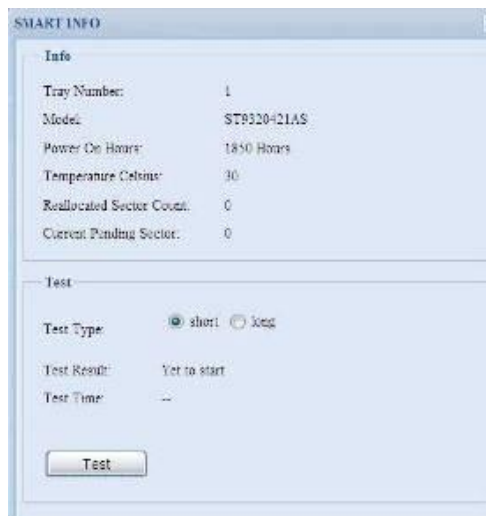 SMART INFO
Info
Tray Number: 1
Model: ST9320421AS
Power On Hours: 1850 Hours
Temperature Celsius: 30
Reallocated Sector Count: 0
Current Pending Sector: 0
Test
Test Type: short long
Test Result: Yet to start
Test Time: --
Test